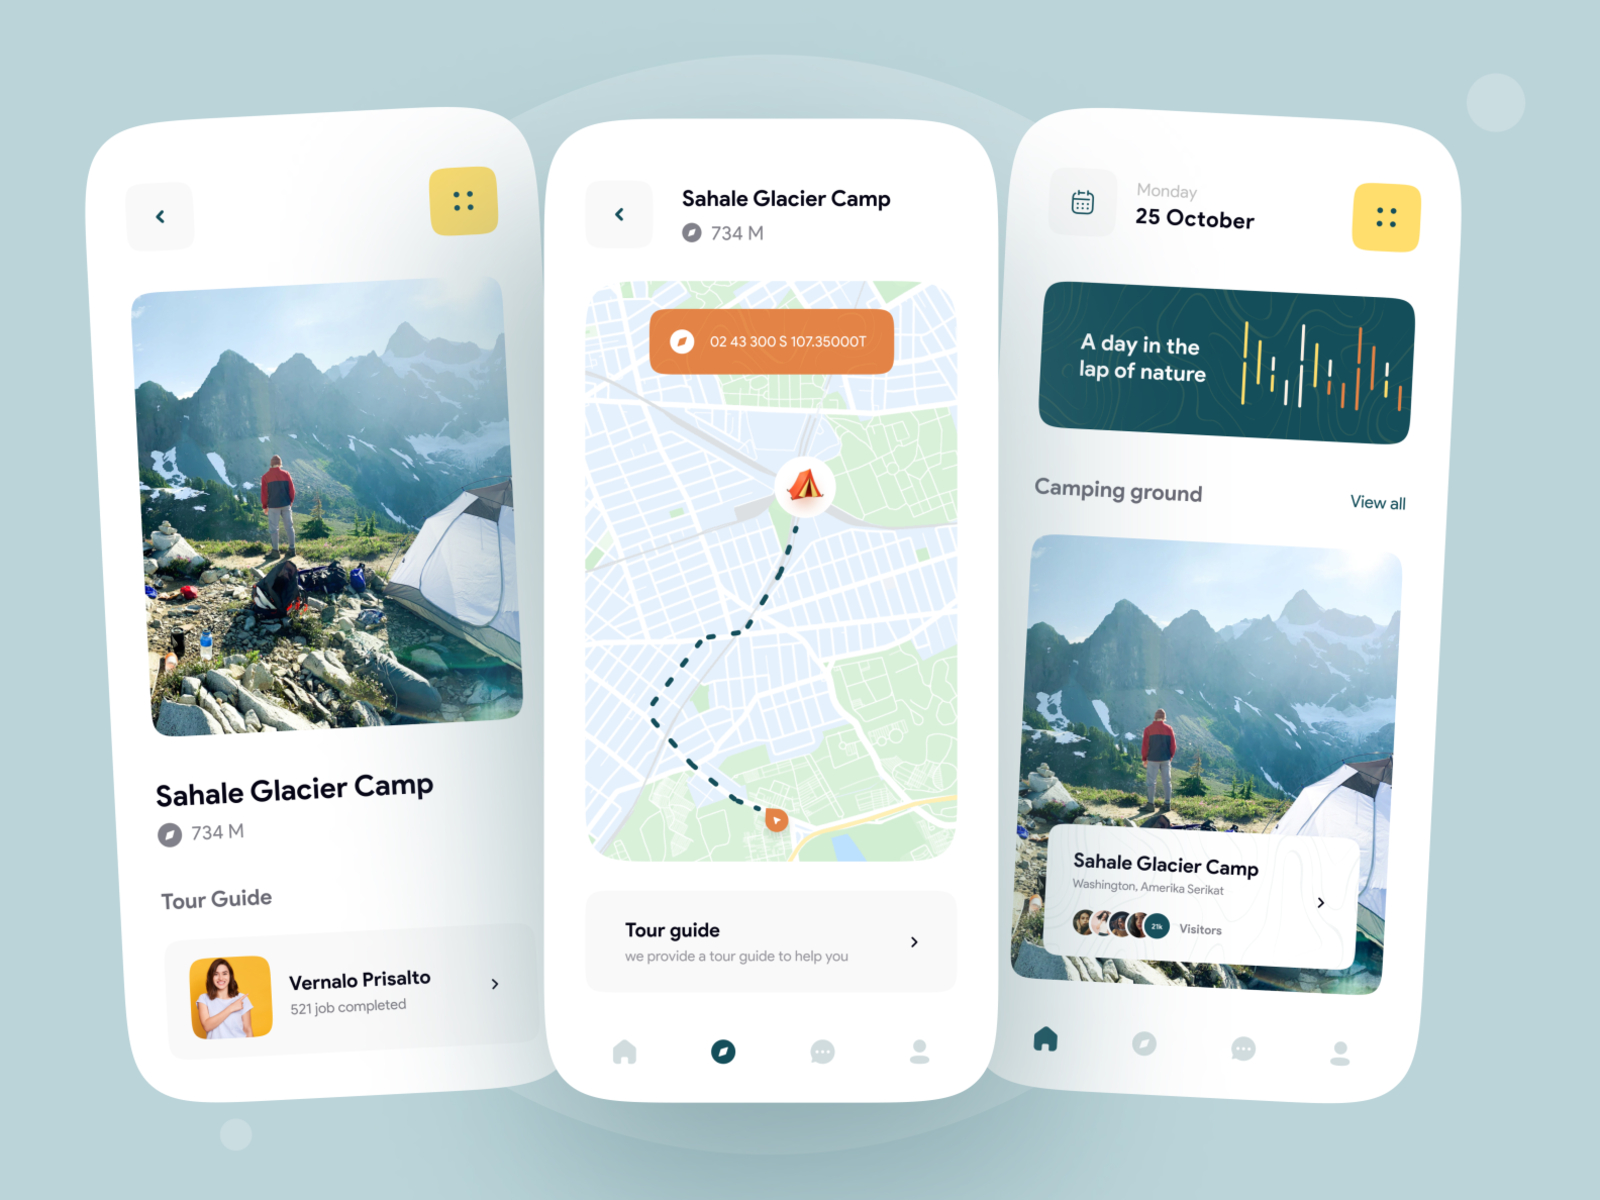 Sahale Glacier Camp
734 M
Tour Guide
Vernalo Prisalto
521 job completed
Sahale Glacier Camp
734 M
02 43 300 S 107.35000T
Tour guide
we provide a tour guide to help you
Monday
25 October
A day in the
lap of nature
Camping ground
View all
Sahale Glacier Camp
Washington, Amerika Serikat
21k
Visitors